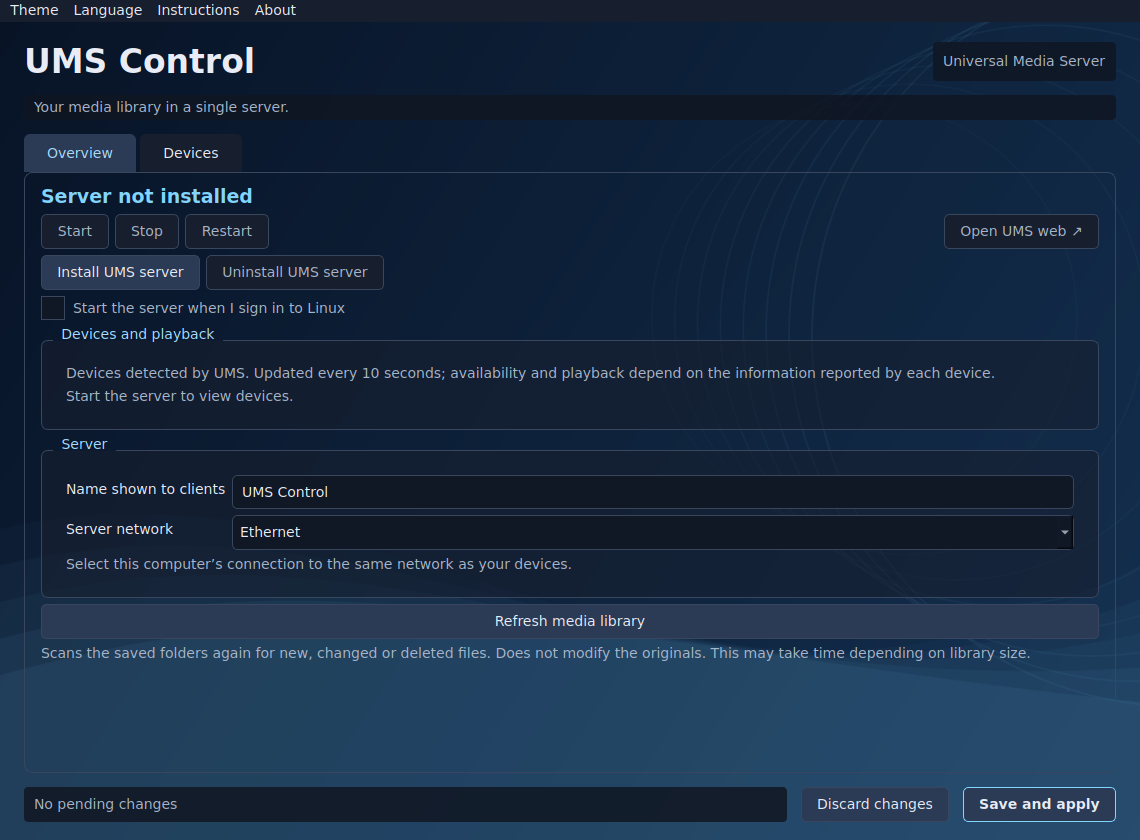 Theme Language Instructions About
UMS Control
Universal Media Server
Your media library in a single server.
Overview Devices
Server not installed
Start Stop Restart Open UMS web ↗
Install UMS server Uninstall UMS server
Start the server when I sign in to Linux
Devices and playback
Devices detected by UMS. Updated every 10 seconds; availability and playback depend on the information reported by each device.
Start the server to view devices.
Server
Name shown to clients UMS Control
Server network Ethernet
Select this computer’s connection to the same network as your devices.
Refresh media library
Scans the saved folders again for new, changed or deleted files. Does not modify the originals. This may take time depending on library size.
No pending changes Discard changes Save and apply